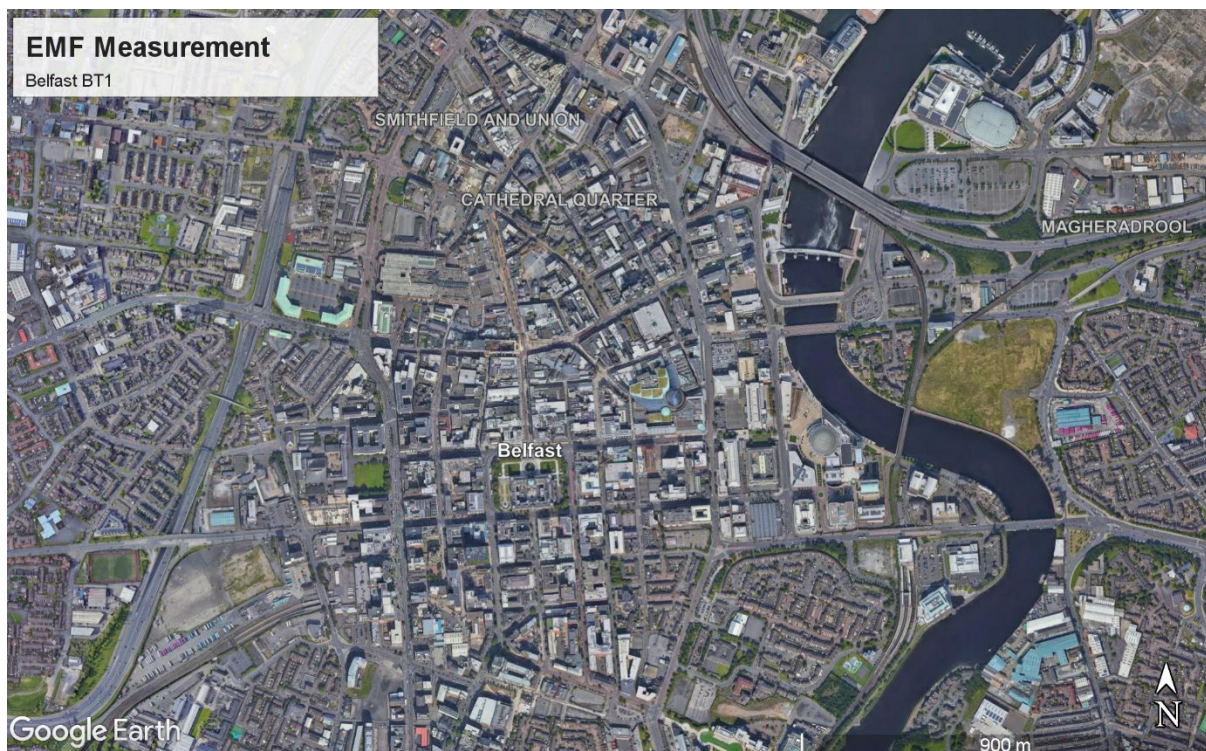 EMF Measurement
Belfast BT1
SMITHFIELD AND UNION
CATHEDRAL QUARTER
MAGHERADROOL
Belfast
N
Google Earth
900 m